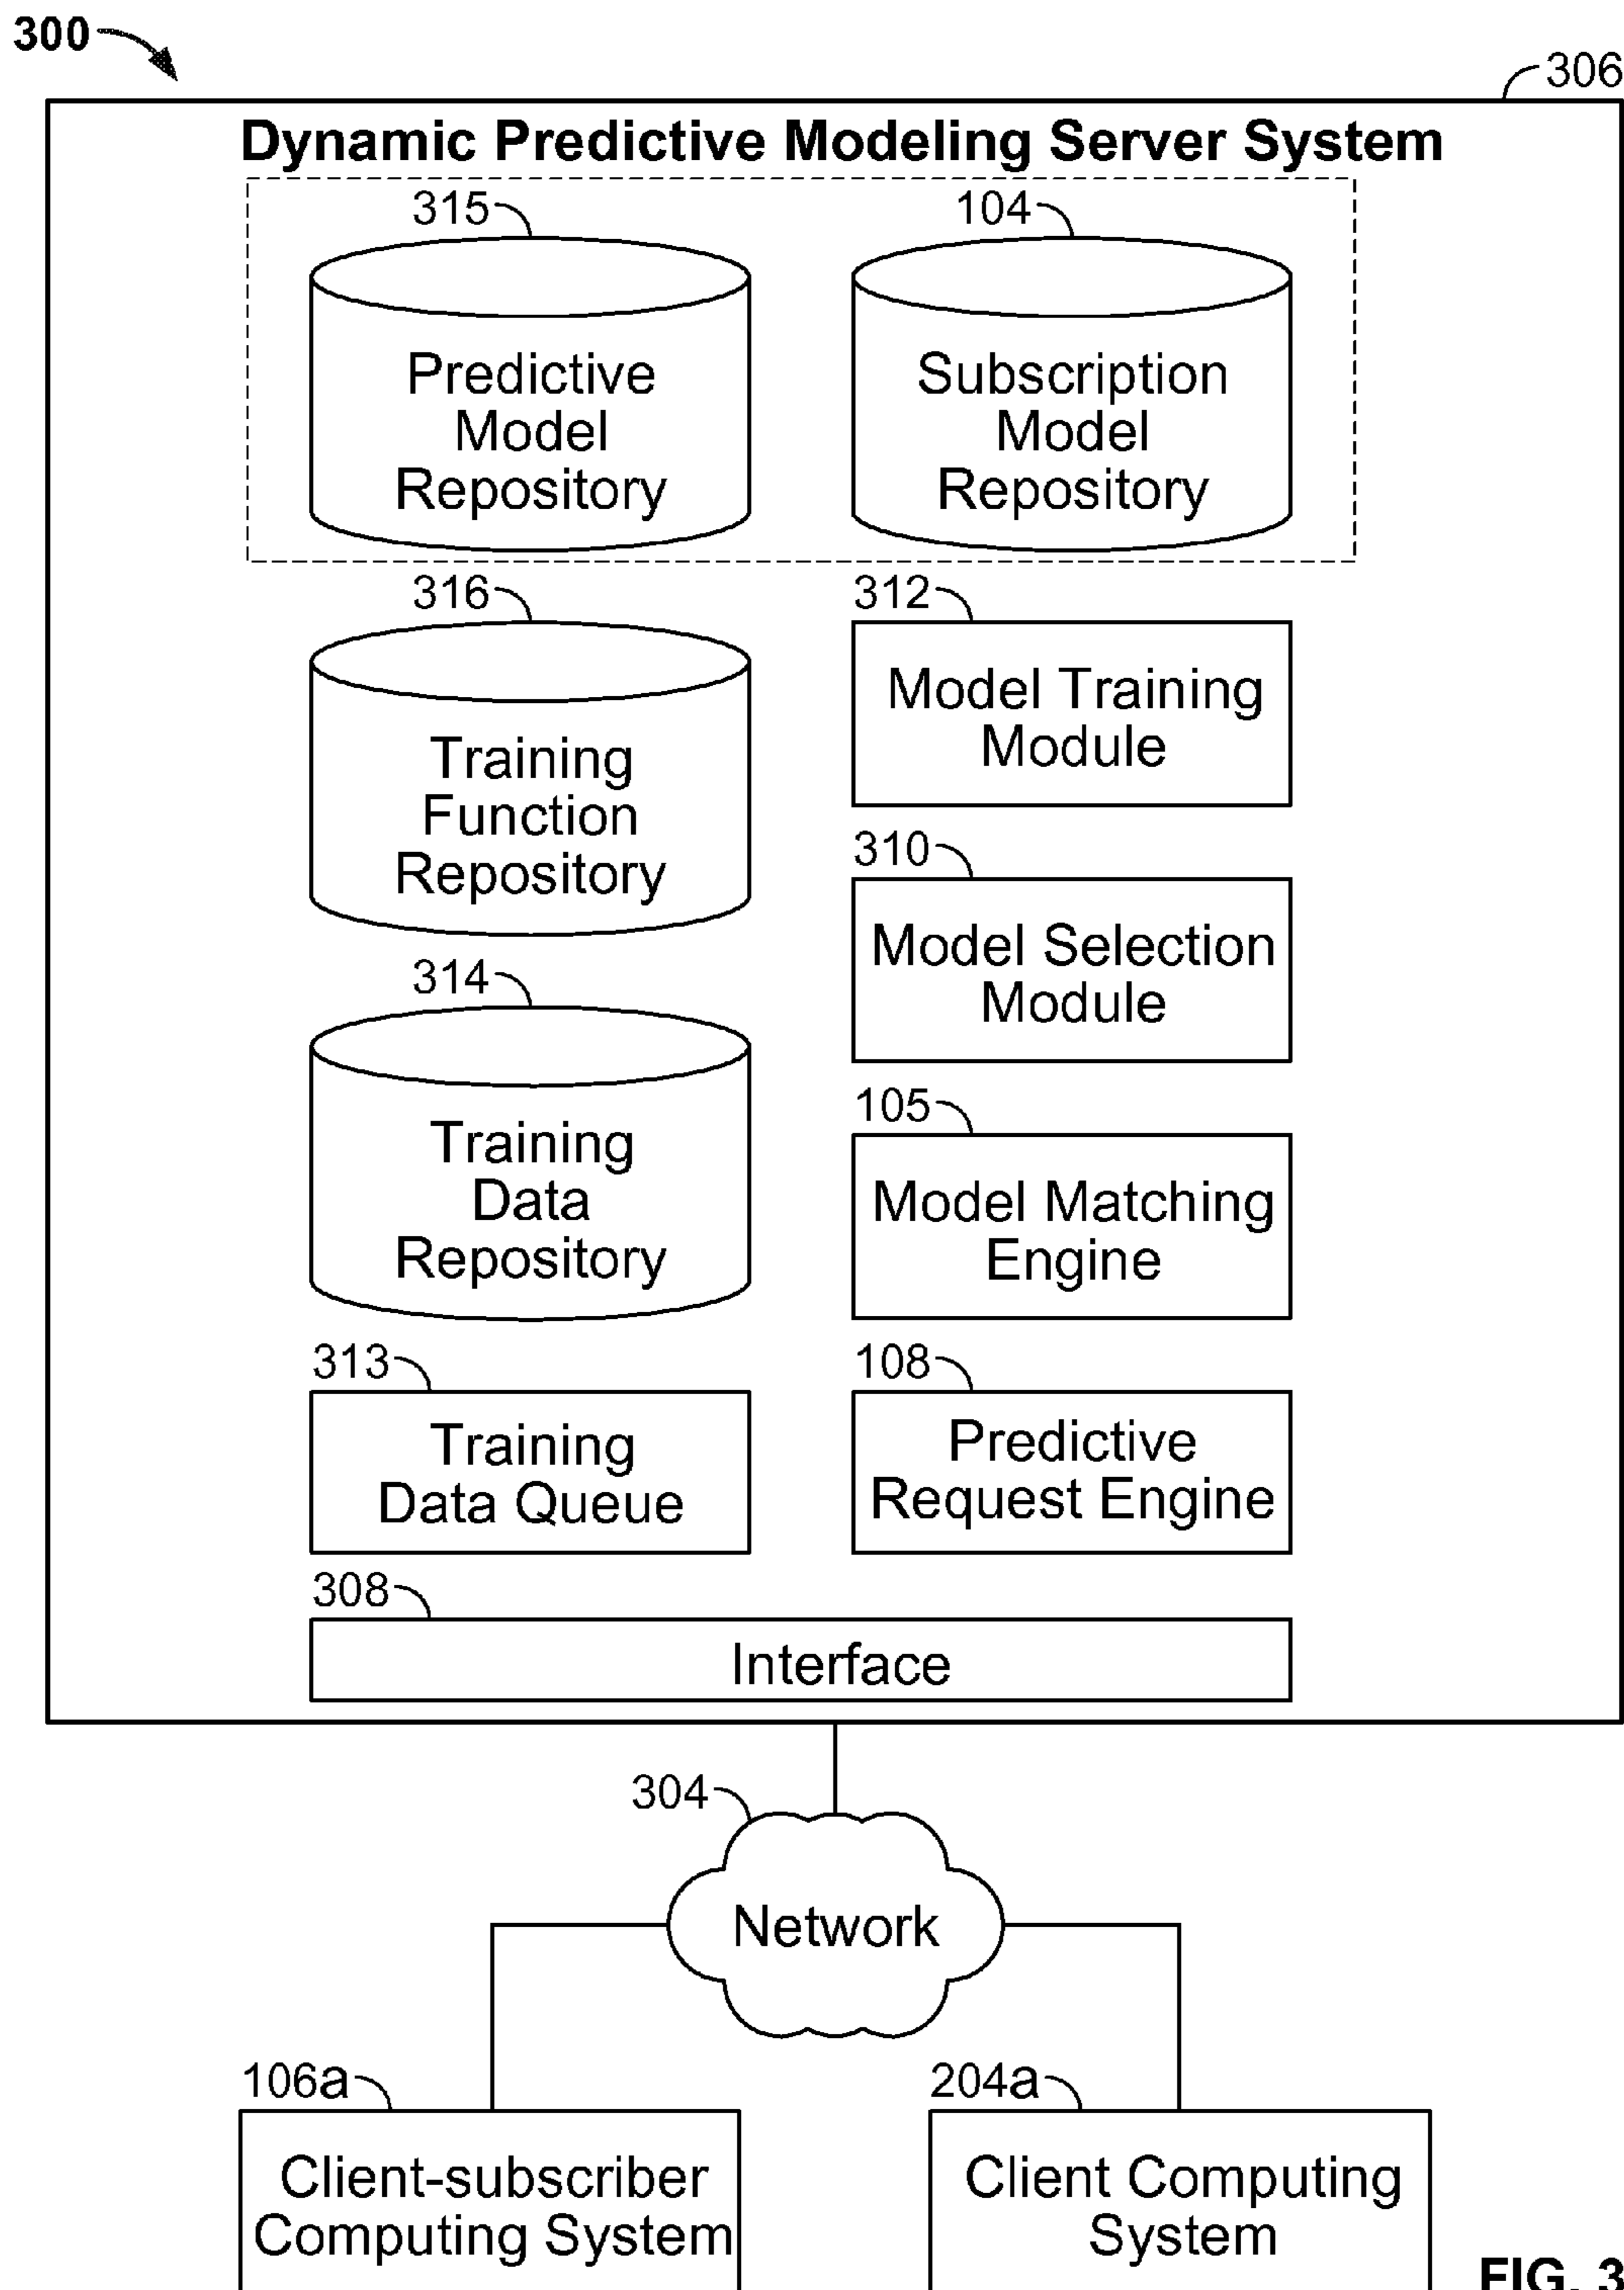 300
306
Dynamic Predictive Modeling Server System
315
104
Predictive
Model
Repository
Subscription
Model
Repository
316
312
Training
Function
Repository
Model Training
Module
310
Model Selection
Module
314
Training
Data
Repository
105
Model Matching
Engine
313
108
Training
Data Queue
Predictive
Request Engine
308
Interface
304
Network
106a
204a
Client-subscriber
Computing System
Client Computing
System
FIG. 3